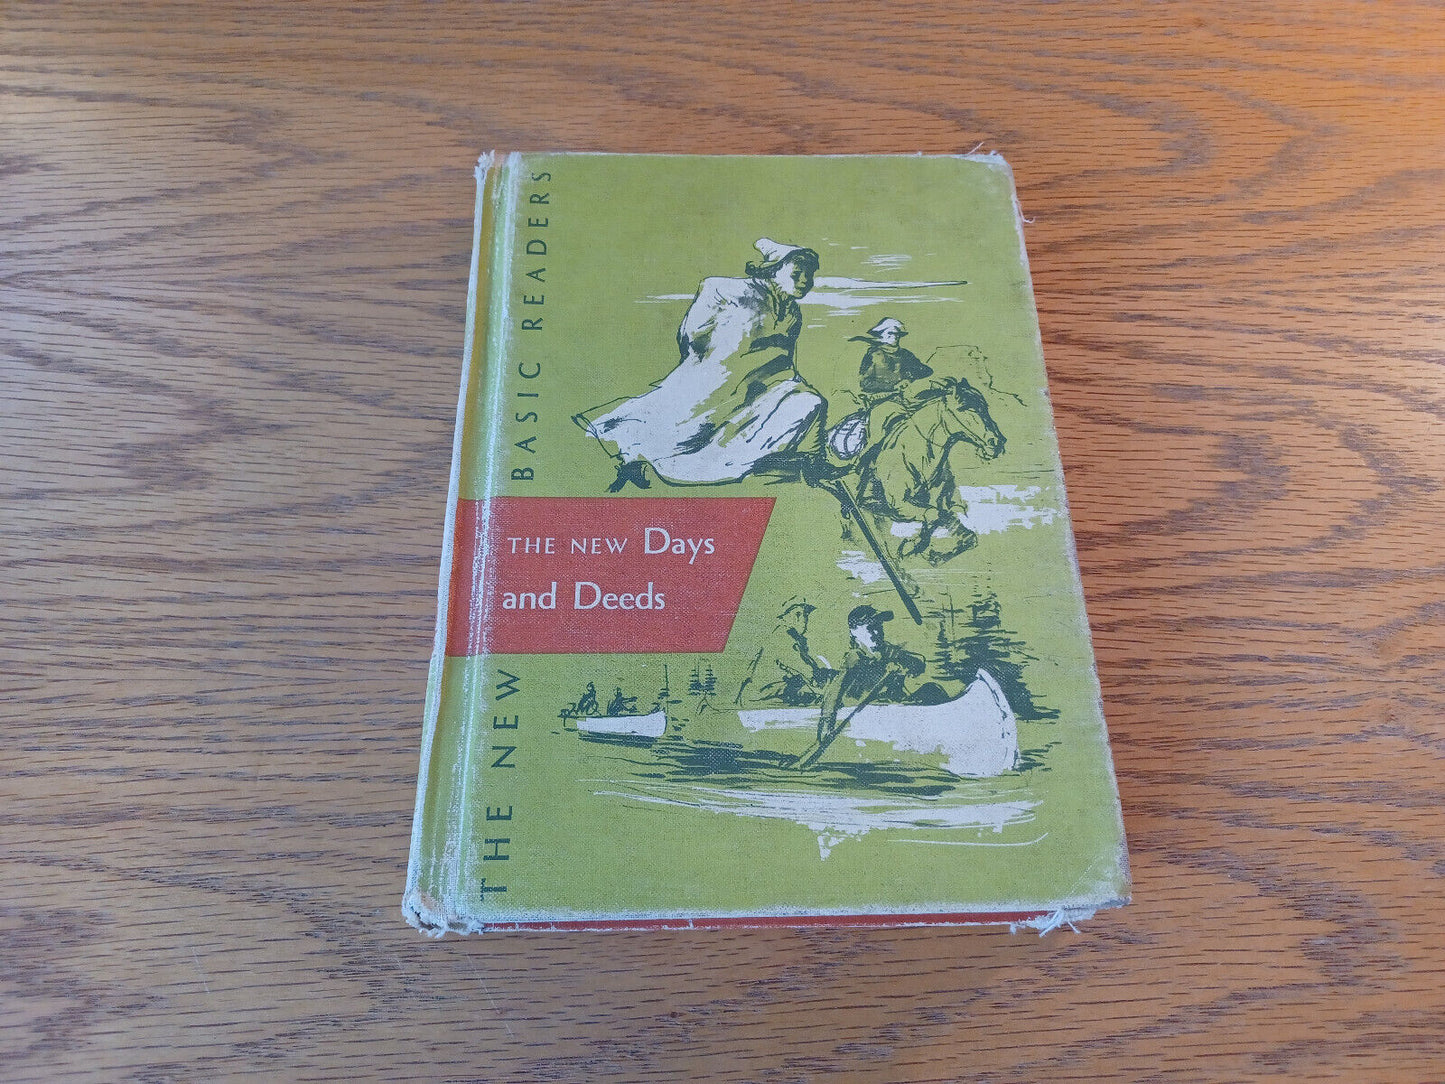 THE NEW BASIC READERS
THE NEW Days
and Deeds